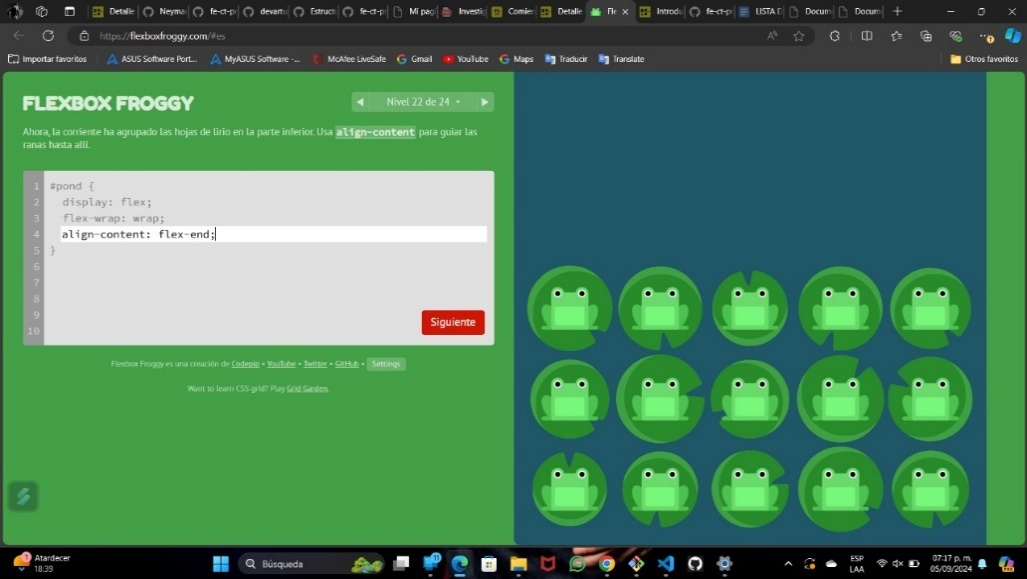 Detalle
Neyma
fe-ct-pr
devart
Estruct
fe-ct-pr
Mi pag
Investig
Comie
Detalle
Fl
Introdu
fe-ct-pr
LISTA D
Docum
Docum
https://flexboxfroggy.com/#es
Importar favoritos
ASUS Software Port...
MyASUS Software -...
McAfee LiveSafe
Gmail
YouTube
Maps
Traducir
Translate
Otros favoritos
FLEXBOX FROGGY
Nivel 22 de 24
Ahora, la corriente ha agrupado las hojas de lirio en la parte inferior. Usa align-content para guiar las
ranas hasta allí.
1 #pond {
2 display: flex;
3 flex-wrap: wrap;
4 align-content: flex-end;
5 }
6
7
8
9
10
Siguiente
Flexbox Froggy es una creación de Codepip • YouTube • Twitter • GitHub • Settings
Want to learn CSS grid? Play Grid Garden.
Atardecer
18:39
Búsqueda
ESP
LAA
07:17 p. m.
05/09/2024